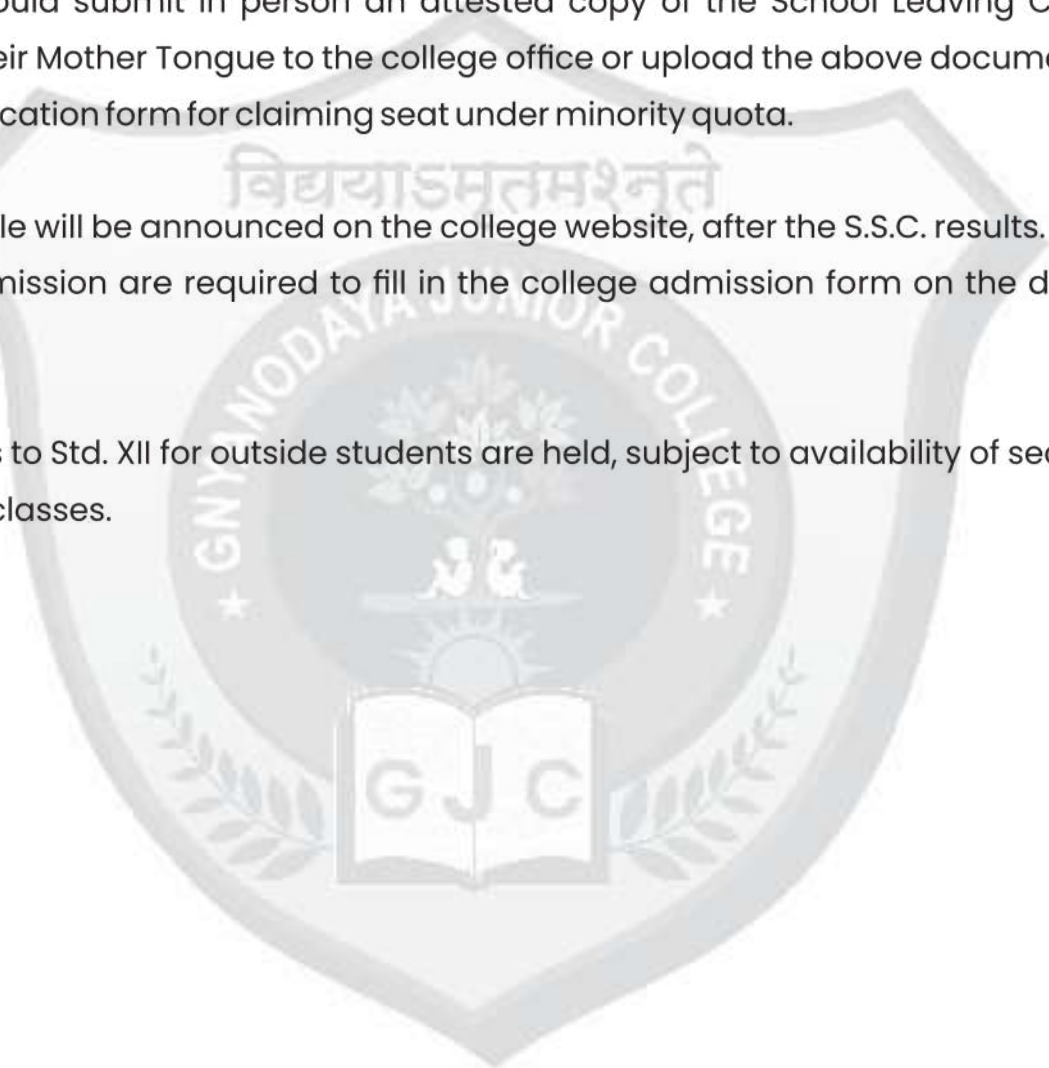 ould submit in person an attested copy of the School Leaving C
eir Mother Tongue to the college office or upload the above docume
cation form for claiming seat under minority quota.
विद्ययाऽमृतमश्नुते
le will be announced on the college website, after the S.S.C. results.
mission are required to fill in the college admission form on the d
GNYANODAYA JUNIOR COLLEGE
s to Std. XII for outside students are held, subject to availability of sea
classes.
G J C